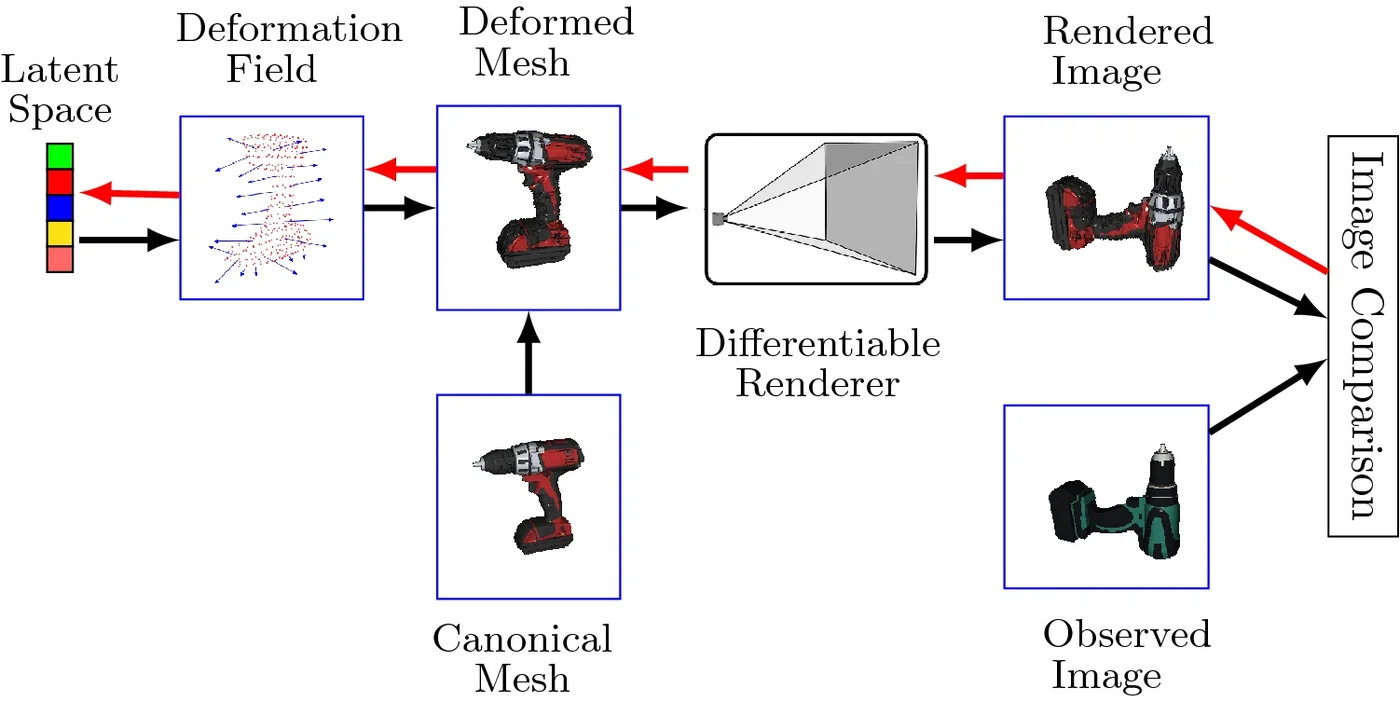 Latent
Space
Deformation
Field
Deformed
Mesh
Differentiable
Renderer
Canonical
Mesh
Rendered
Image
Observed
Image
Image Comparison